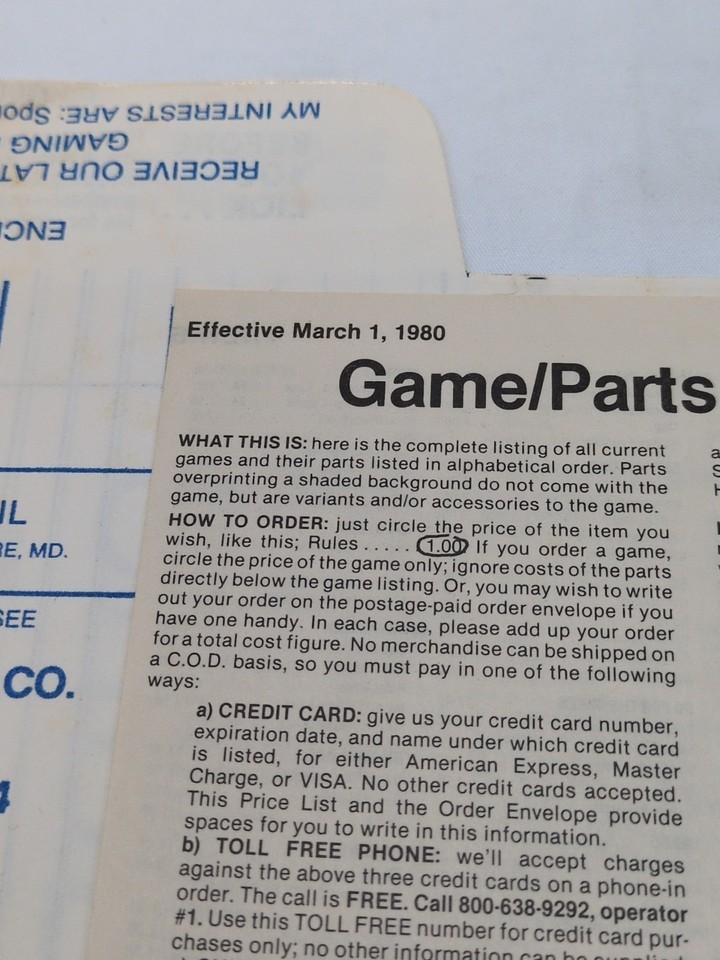 MY INTERESTS ARE:
GAMING
RECEIVE OUR
RE, MD.
SEE
CO.
Effective March 1, 1980
Game/Parts
WHAT THIS IS: here is the complete listing of all current
games and their parts listed in alphabetical order. Parts
overprinting a shaded background do not come with the
game, but are variants and/or accessories to the game.
HOW TO ORDER: just circle the price of the item you
wish, like this; Rules ..... 1.00 If you order a game,
circle the price of the game only; ignore costs of the parts
directly below the game listing. Or, you may wish to write
out your order on the postage-paid order envelope if you
have one handy. In each case, please add up your order
for a total cost figure. No merchandise can be shipped on
a C.O.D. basis, so you must pay in one of the following
ways:
a) CREDIT CARD: give us your credit card number,
expiration date, and name under which credit card
is listed, for either American Express, Master
Charge, or VISA. No other credit cards accepted.
This Price List and the Order Envelope provide
spaces for you to write in this information.
b) TOLL FREE PHONE: we'll accept charges
against the above three credit cards on a phone-in
order. The call is FREE. Call 800-638-9292, operator
#1. Use this TOLL FREE number for credit card pur-
chases only; no other information can be supplied